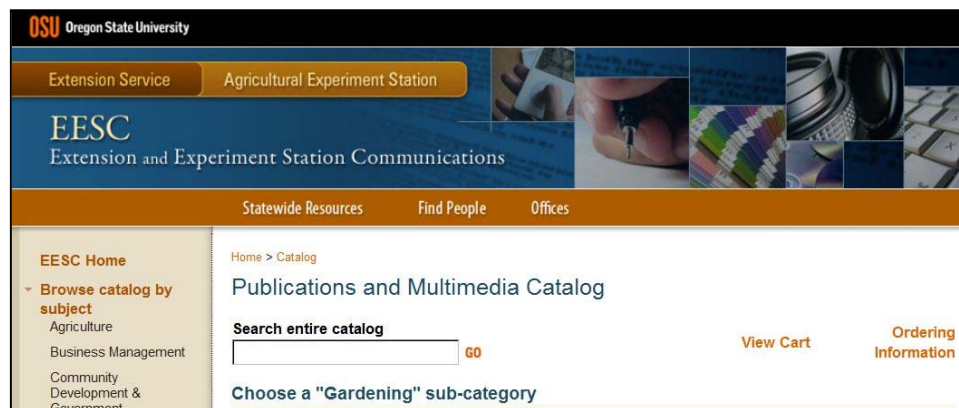 OSU Oregon State University
Extension Service
Agricultural Experiment Station
EESC
Extension and Experiment Station Communications
Statewide Resources Find People Offices
EESC Home
Browse catalog by
subject
Agriculture
Business Management
Community
Development &
Government
Home > Catalog
Publications and Multimedia Catalog
Search entire catalog
GO
View Cart
Ordering
Information
Choose a "Gardening" sub-category